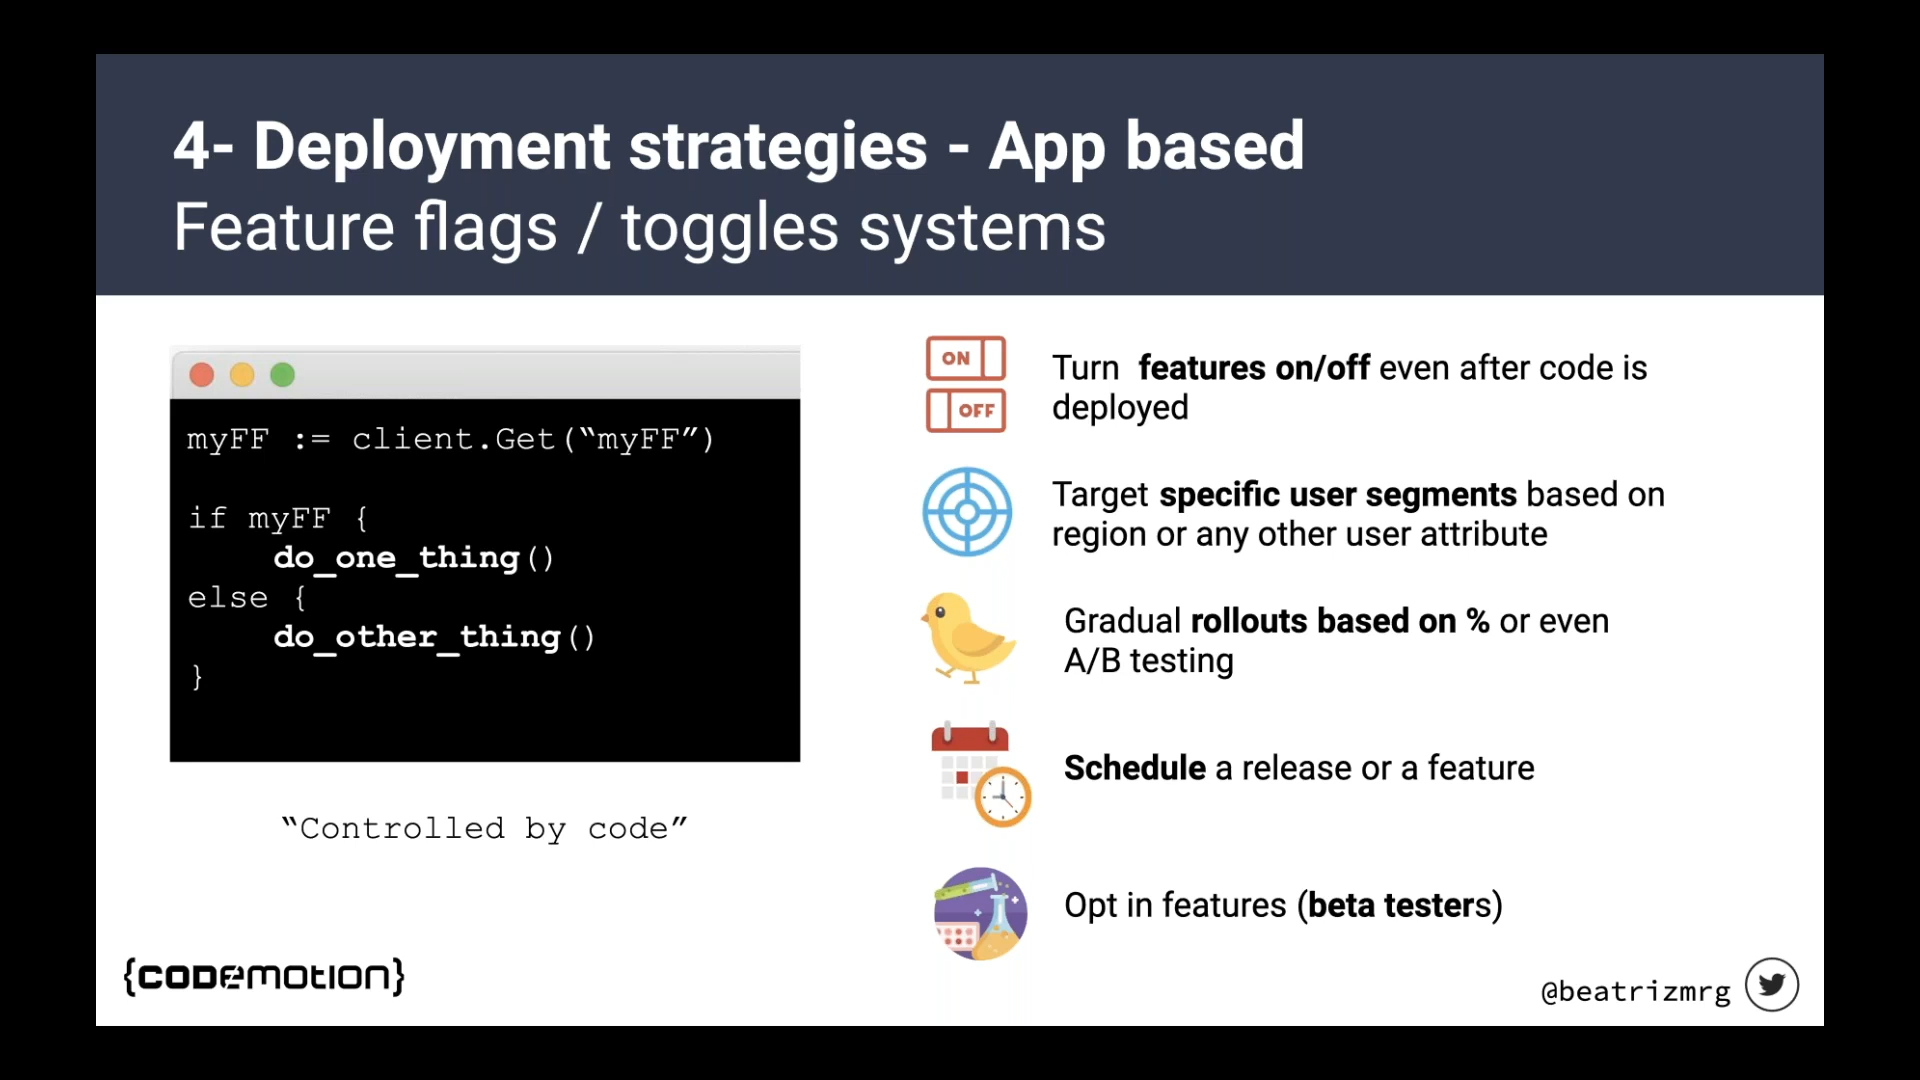 4- Deployment strategies - App based
Feature flags / toggles systems
myFF := client.Get(“myFF”)
if myFF {
do_one_thing()
else {
do_other_thing()
}
“Controlled by code”
ON
OFF
Turn features on/off even after code is
deployed
Target specific user segments based on
region or any other user attribute
Gradual rollouts based on % or even
A/B testing
Schedule a release or a feature
Opt in features (beta testers)
{CODEMOTION}
@beatrizmrg